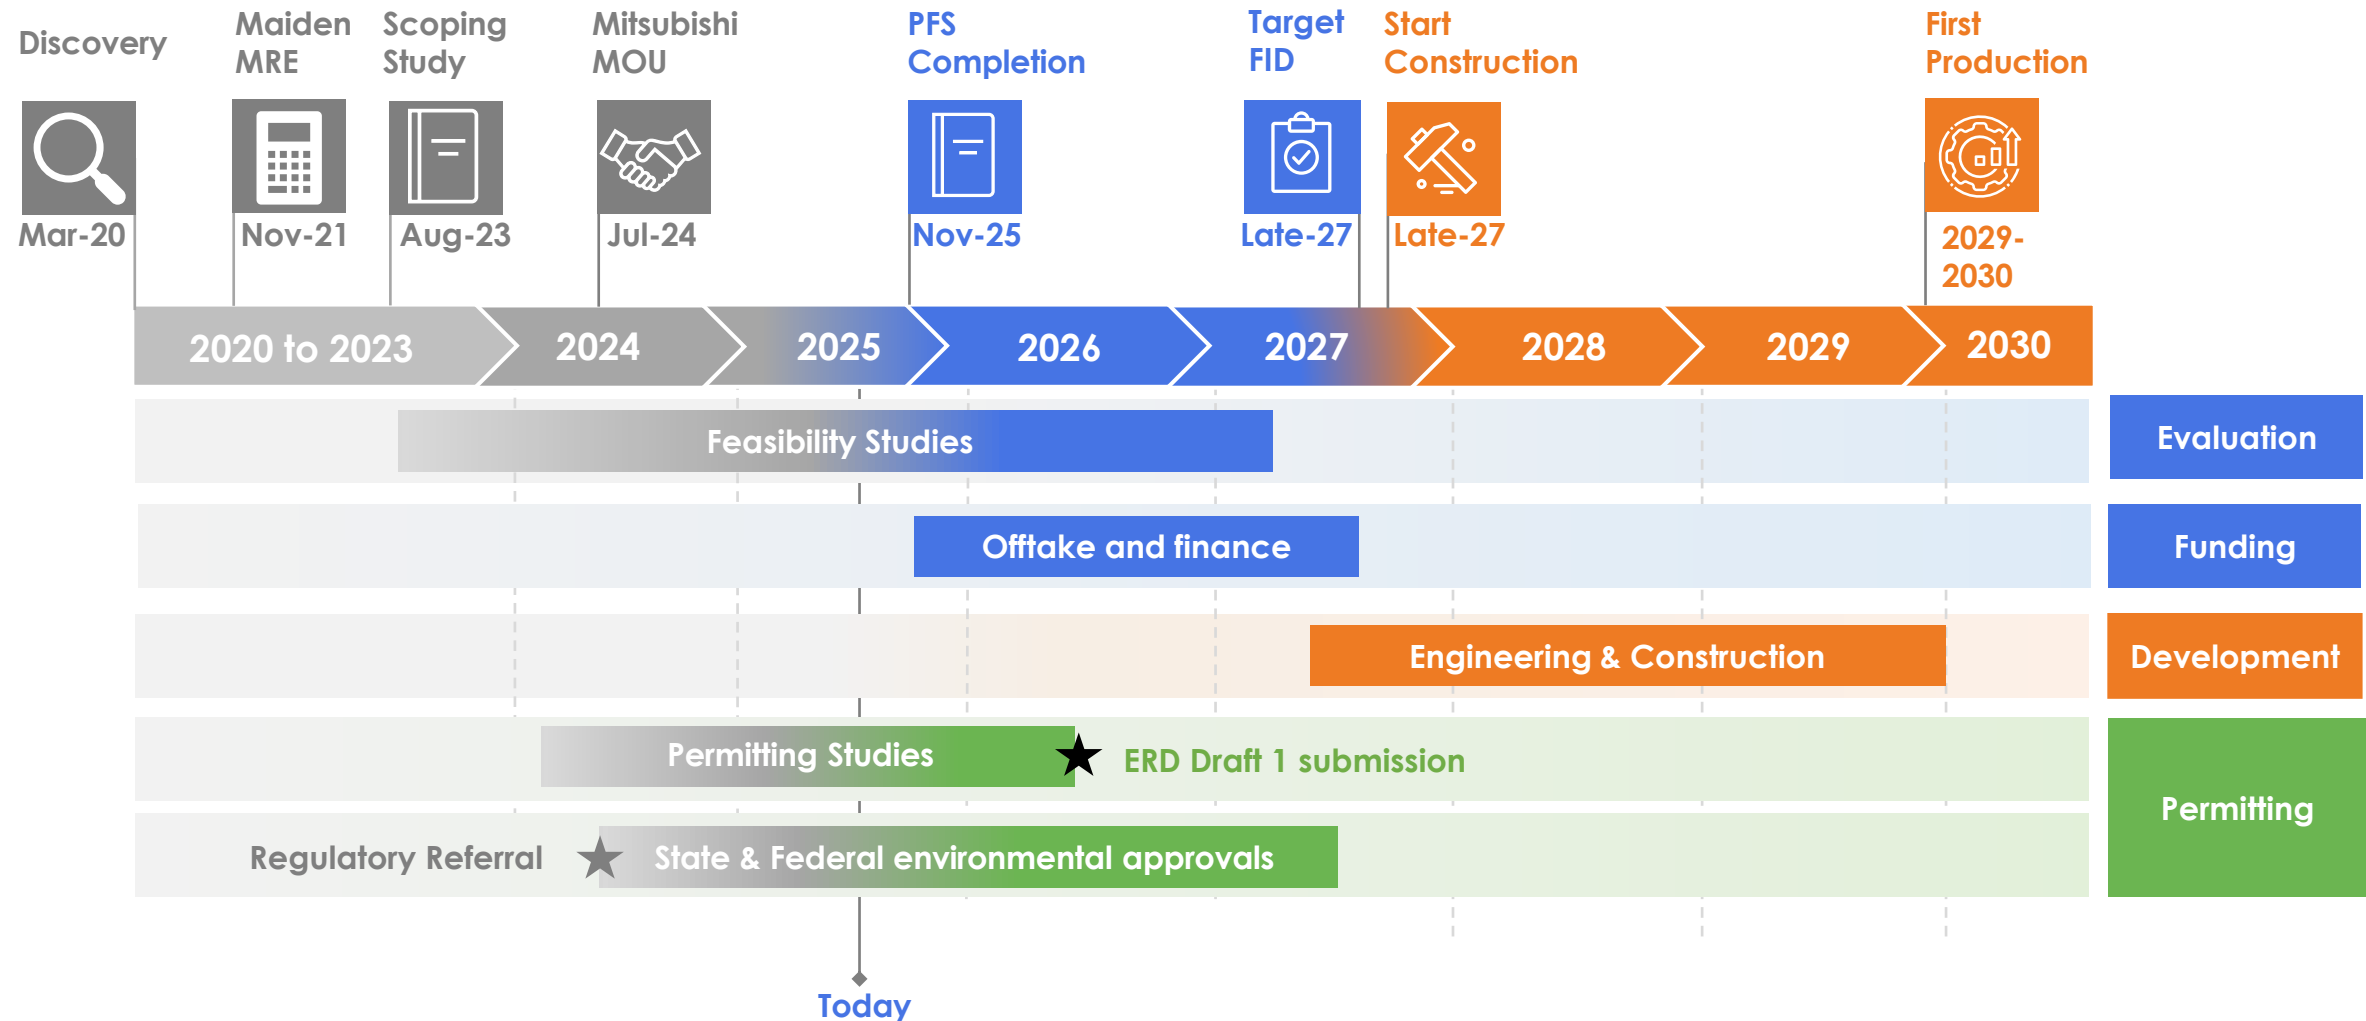 Discovery
Maiden
MRE
Scoping
Study
Mitsubishi
MOU
PFS
Completion
Target
FID
Start
Construction
First
Production
Mar-20
Nov-21
Aug-23
Jul-24
Nov-25
Late-27
Late-27
2029-
2030
2020 to 2023
2024
2025
2026
2027
2028
2029
2030
Feasibility Studies
Evaluation
Offtake and finance
Funding
Engineering & Construction
Development
Permitting Studies
ERD Draft 1 submission
Permitting
Regulatory Referral
State & Federal environmental approvals
Today